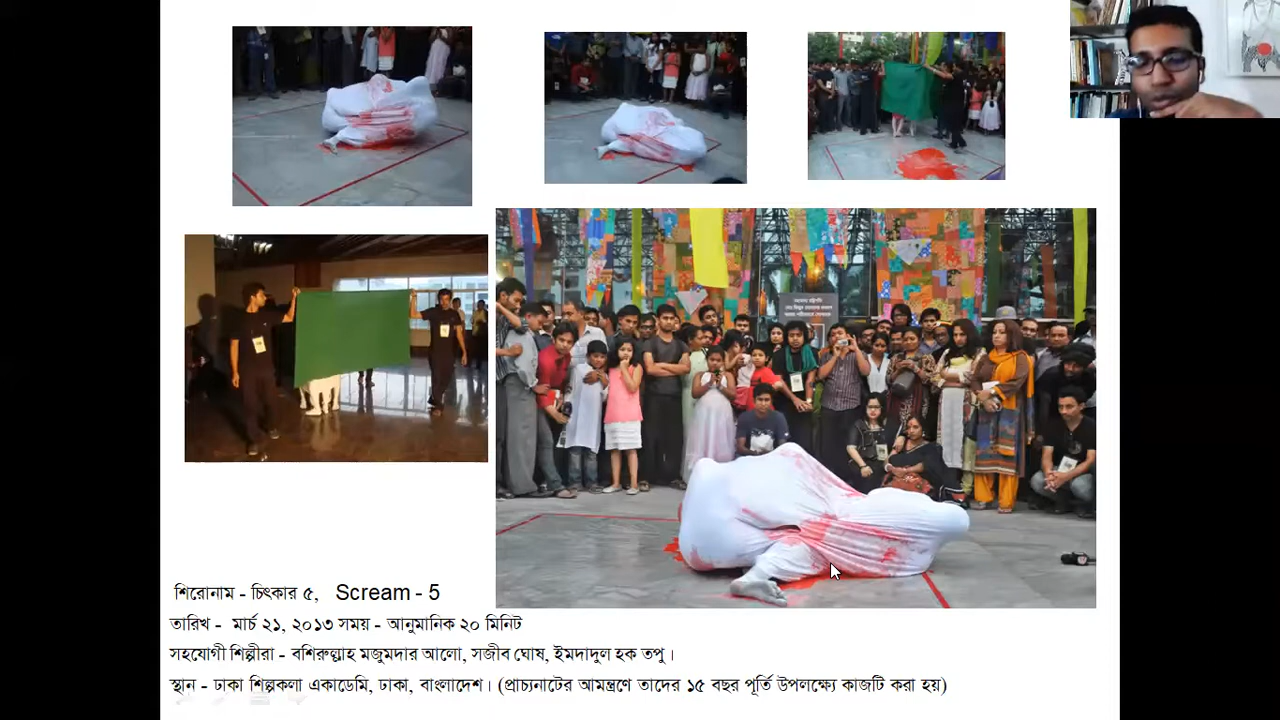 শিরোনাম - চিৎকার ৫, Scream - 5
তারিখ - মার্চ ২১, ২০১৩ সময় - আনুমানিক ২০ মিনিট
সহযোগী শিল্পীরা - বশিরুল্লাহ মজুমদার আলো, সজীব ঘোষ, ইমদাদুল হক তপু।
স্থান - ঢাকা শিল্পকলা একাডেমি, ঢাকা, বাংলাদেশ। (প্রাচ্যনাটের আমন্ত্রণে তাদের ১৫ বছর পূর্তি উপলক্ষ্যে কাজটি করা হয়)